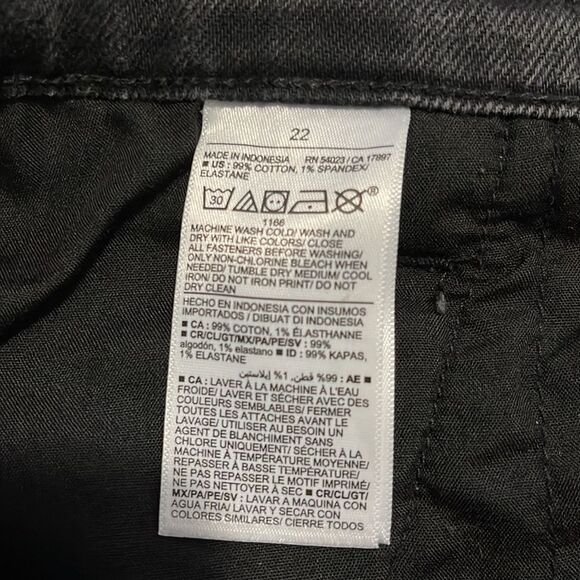 22
MADE IN INDONESIA RN 54023 / CA 17897
■ US : 99% COTTON, 1% SPANDEX/
ELASTANE
30 ®
1166
MACHINE WASH COLD/ WASH AND
DRY WITH LIKE COLORS/ CLOSE
ALL FASTENERS BEFORE WASHING/
ONLY NON-CHLORINE BLEACH WHEN
NEEDED/ TUMBLE DRY MEDIUM/ COOL
IRON/ DO NOT IRON PRINT/ DO NOT
DRY CLEAN
HECHO EN INDONESIA CON INSUMOS
IMPORTADOS / DIBUAT DI INDONESIA
■ CA : 99% COTON, 1% ÉLASTHANNE
■ CR/CL/GT/MX/PA/PE/SV : 99%
algodón, 1% elastano ■ ID : 99% KAPAS,
1% ELASTANE
■ AE : 99% قطن, 1% إيلاستين
■ CA : LAVER À LA MACHINE À L'EAU
FROIDE/ LAVER ET SÉCHER AVEC DES
COULEURS SEMBLABLES/ FERMER
TOUTES LES ATTACHES AVANT LE
LAVAGE/ UTILISER AU BESOIN UN
AGENT DE BLANCHIMENT SANS
CHLORE UNIQUEMENT/ SÉCHER À LA
MACHINE À TEMPÉRATURE MOYENNE/
REPASSER À BASSE TEMPÉRATURE/
NE PAS REPASSER LE MOTIF IMPRIMÉ/
NE PAS NETTOYER À SEC ■ CR/CL/GT/
MX/PA/PE/SV : LAVAR A MAQUINA CON
AGUA FRIA/ LAVAR Y SECAR CON
COLORES SIMILARES/ CIERRE TODOS